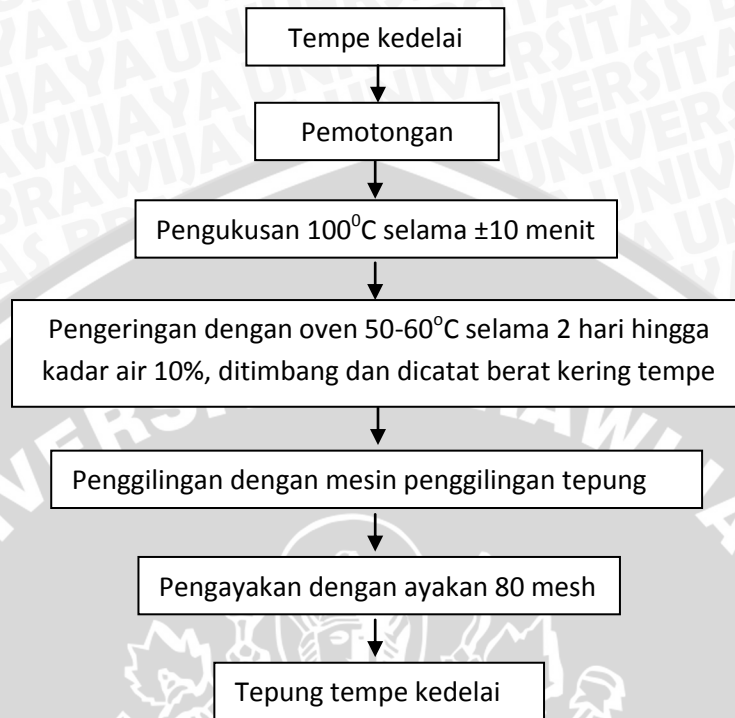 Tempe kedelai
Pemotongan
Pengukusan 100⁰C selama ±10 menit
Pengeringan dengan oven 50-60°C selama 2 hari hingga
kadar air 10%, ditimbang dan dicatat berat kering tempe
Penggilingan dengan mesin penggilingan tepung
Pengayakan dengan ayakan 80 mesh
Tepung tempe kedelai